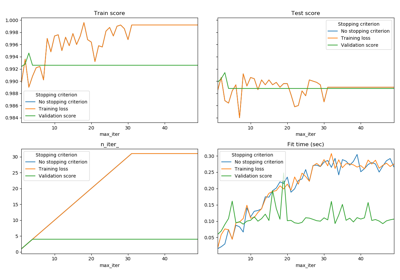 Train score
1.000
0.998
0.996
0.994
0.992
0.990
0.988
0.986
0.984
Stopping criterion
No stopping criterion
Training loss
Validation score
10
20
30
40
max_iter
Test score
Stopping criterion
No stopping criterion
Training loss
Validation score
10
20
30
40
max_iter
n_iter_
30
25
20
15
10
5
0
Stopping criterion
No stopping criterion
Training loss
Validation score
10
20
30
40
max_iter
Fit time (sec)
0.30
0.25
0.20
0.15
0.10
0.05
Stopping criterion
No stopping criterion
Training loss
Validation score
10
20
30
40
max_iter